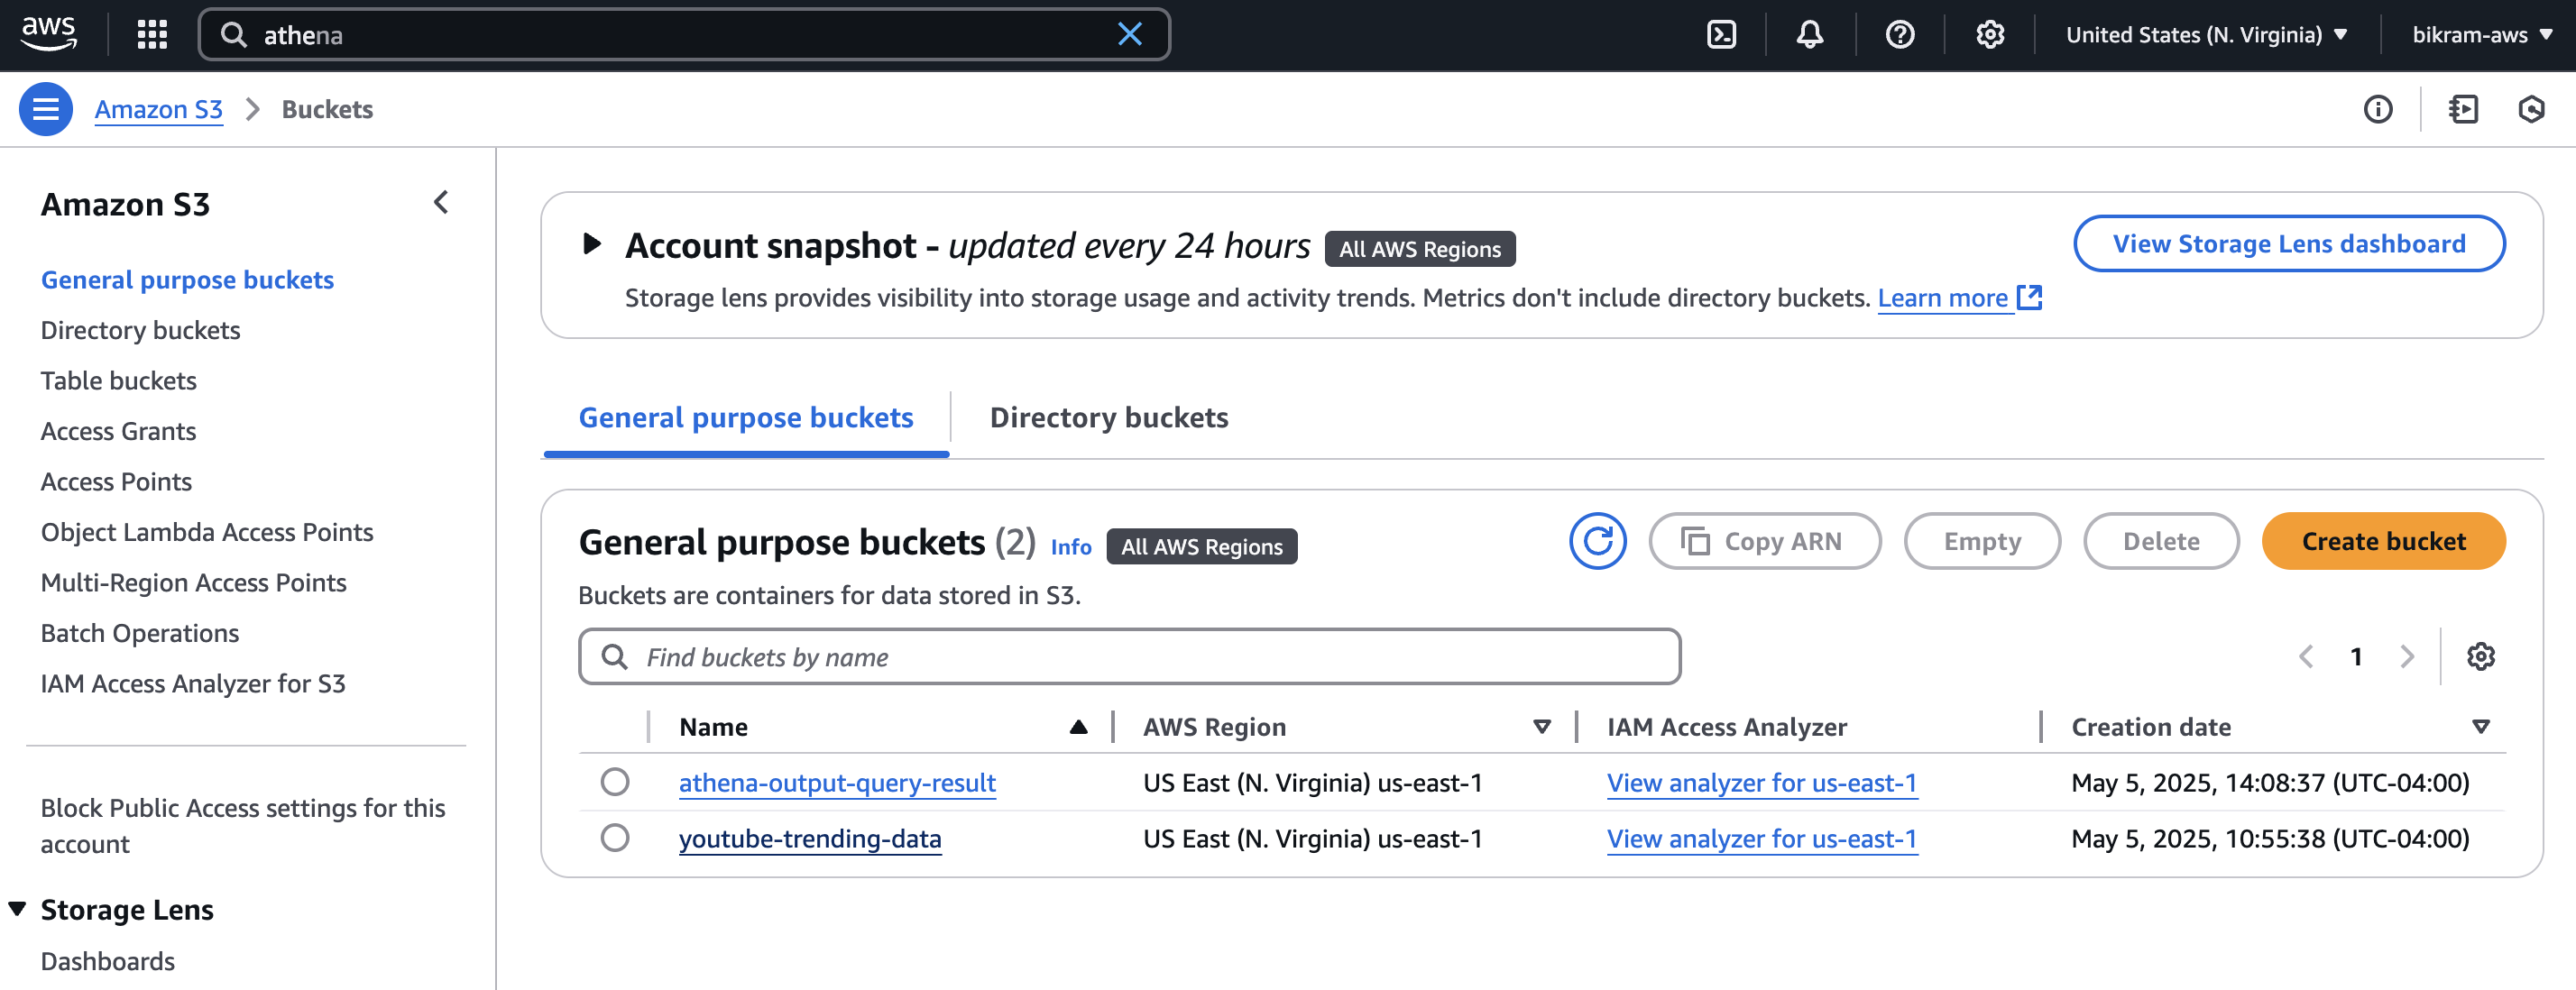 aws
athena
United States (N. Virginia)
bikram-aws
Amazon S3
Buckets
Amazon S3
General purpose buckets
Directory buckets
Table buckets
Access Grants
Access Points
Object Lambda Access Points
Multi-Region Access Points
Batch Operations
IAM Access Analyzer for S3
Block Public Access settings for this
account
Storage Lens
Dashboards
Account snapshot - updated every 24 hours All AWS Regions
View Storage Lens dashboard
Storage lens provides visibility into storage usage and activity trends. Metrics don't include directory buckets. Learn more
General purpose buckets
Directory buckets
General purpose buckets (2) Info All AWS Regions
Copy ARN
Empty
Delete
Create bucket
Buckets are containers for data stored in S3.
Find buckets by name
1
Name AWS Region IAM Access Analyzer Creation date
athena-output-query-result US East (N. Virginia) us-east-1 View analyzer for us-east-1 May 5, 2025, 14:08:37 (UTC-04:00)
youtube-trending-data US East (N. Virginia) us-east-1 View analyzer for us-east-1 May 5, 2025, 10:55:38 (UTC-04:00)